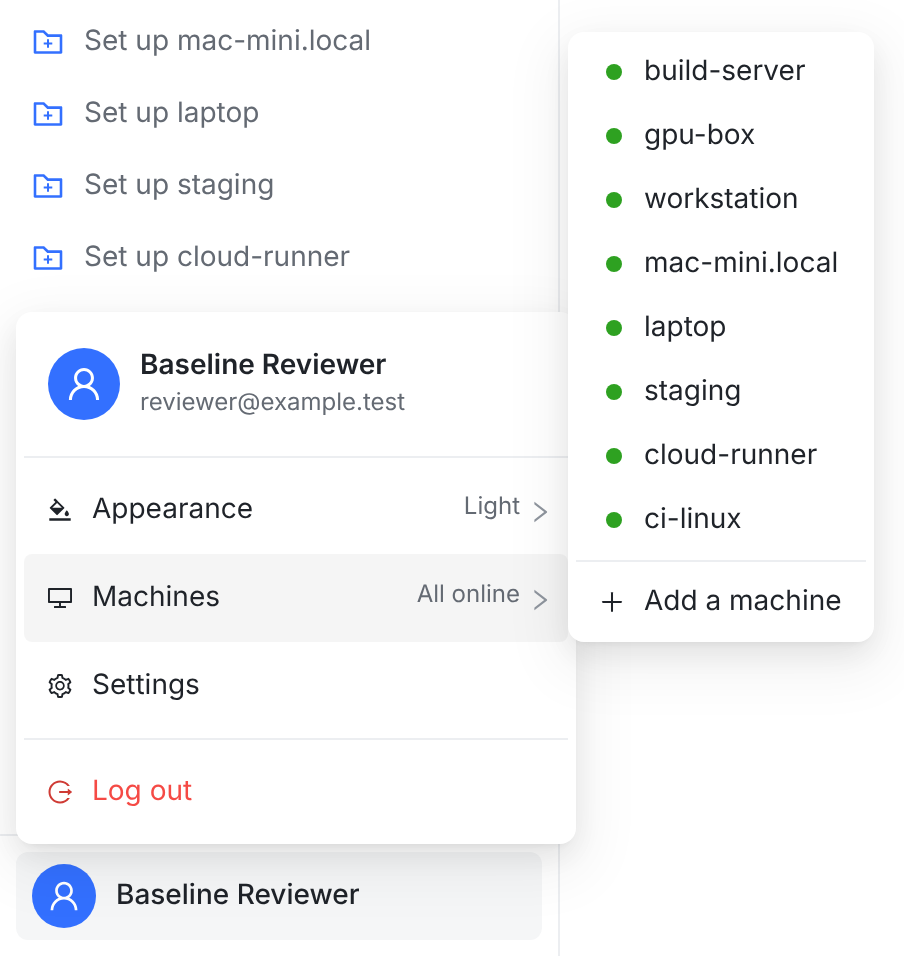 Set up mac-mini.local
Set up laptop
Set up staging
Set up cloud-runner
Baseline Reviewer
reviewer@example.test
Appearance Light
Machines All online
Settings
Log out
Baseline Reviewer
build-server
gpu-box
workstation
mac-mini.local
laptop
staging
cloud-runner
ci-linux
Add a machine